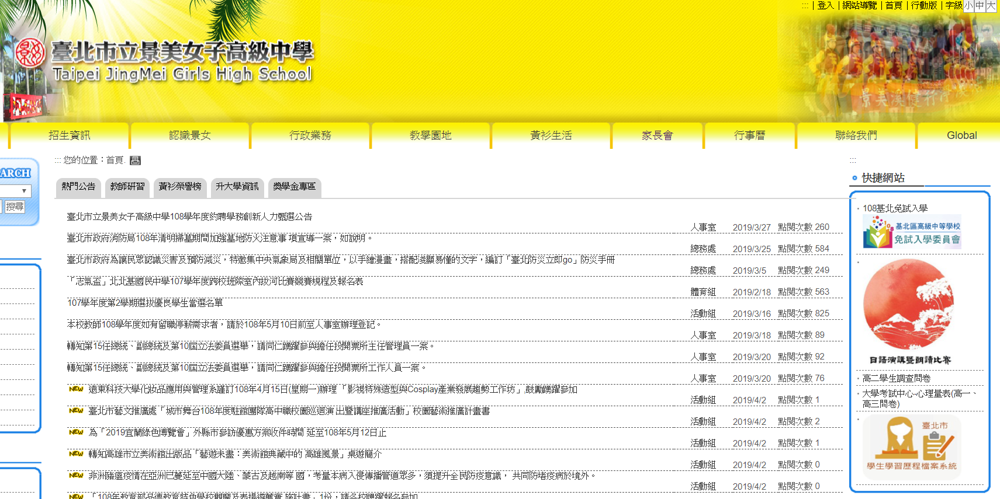 ::: | 登入 | 網站導覽 | 首頁 | 行動版 | 字級 小 中 大
臺北市立景美女子高級中學
Taipei JingMei Girls High School
景美溪健行
招生資訊 認識景女 行政業務 教學園地 黃衫生活 家長會 行事曆 聯絡我們 Global
::: 您的位置：首頁.
:::
ARCH
搜尋
熱門公告 教師研習 黃衫榮譽榜 升大學資訊 獎學金專區
臺北市立景美女子高級中學108學年度約聘學務創新人力甄選公告
人事室 2019/3/27 點閱次數 260
臺北市政府消防局108年清明掃墓期間加強墓地防火注意事 項宣導一案，如說明。
總務處 2019/3/25 點閱次數 584
臺北市政府為讓民眾認識災害及預防減災，特邀集中央氣象局及相關單位，以手繪漫畫，搭配淺顯易懂的文字，編訂「臺北防災立即go」防災手冊
總務處 2019/3/5 點閱次數 249
「志氣盃」北北基國民中學107學年度跨校班際室內拔河比賽競賽規程及報名表
體育組 2019/2/18 點閱次數 563
107學年度第2學期選拔優良學生當選名單
活動組 2019/3/16 點閱次數 825
本校教師108學年度如有留職停薪需求者，請於108年5月10日前至人事室辦理登記。
人事室 2019/3/18 點閱次數 89
轉知第15任總統、副總統及第10屆立法委員選舉，請同仁踴躍參與擔任投開票所主任管理員一案。
人事室 2019/3/20 點閱次數 92
轉知第15任總統、副總統及第10屆立法委員選舉，請同仁踴躍參與擔任投開票所工作人員一案。
人事室 2019/3/20 點閱次數 76
NEW 遠東科技大學化妝品應用與管理系謹訂108年4月15日(星期一)辦理「影視特殊造型與Cosplay產業發展趨勢工作坊」,鼓勵踴躍參加
活動組 2019/4/2 點閱次數 1
NEW 臺北市藝文推廣處「城市舞台108年度駐館團隊高中職校園巡迴演出暨講座推廣活動」校園藝術推廣計畫書
活動組 2019/4/2 點閱次數 2
NEW 為「2019宜蘭綠色博覽會」外縣市參訪優惠方案收件時間 延至108年5月12日止
活動組 2019/4/2 點閱次數 1
NEW 轉知高雄市立美術館出版品「藝遊未盡：美術館典藏中的 高雄風景」桌遊簡介
活動組 2019/4/2 點閱次數 0
NEW 非洲豬瘟疫情在亞洲已蔓延至中國大陸、蒙古及越南等 國，考量本病入侵傳播管道眾多，須提升全民防疫意識， 共同防堵疫病於境外。
活動組 2019/4/2 點閱次數 0
NEW 「108年教育部品德教育特色學校觀摩及表揚遴薦實 施計畫」1份，請各校踴躍報名參加
快捷網站
108基北免試入學
108 基北區高級中等學校
免試入學委員會
日語演講暨朗讀比賽
高二學生調查問卷
大學考試中心-心理量表(高一、
高三問卷)
臺北市
學生學習歷程檔案系統